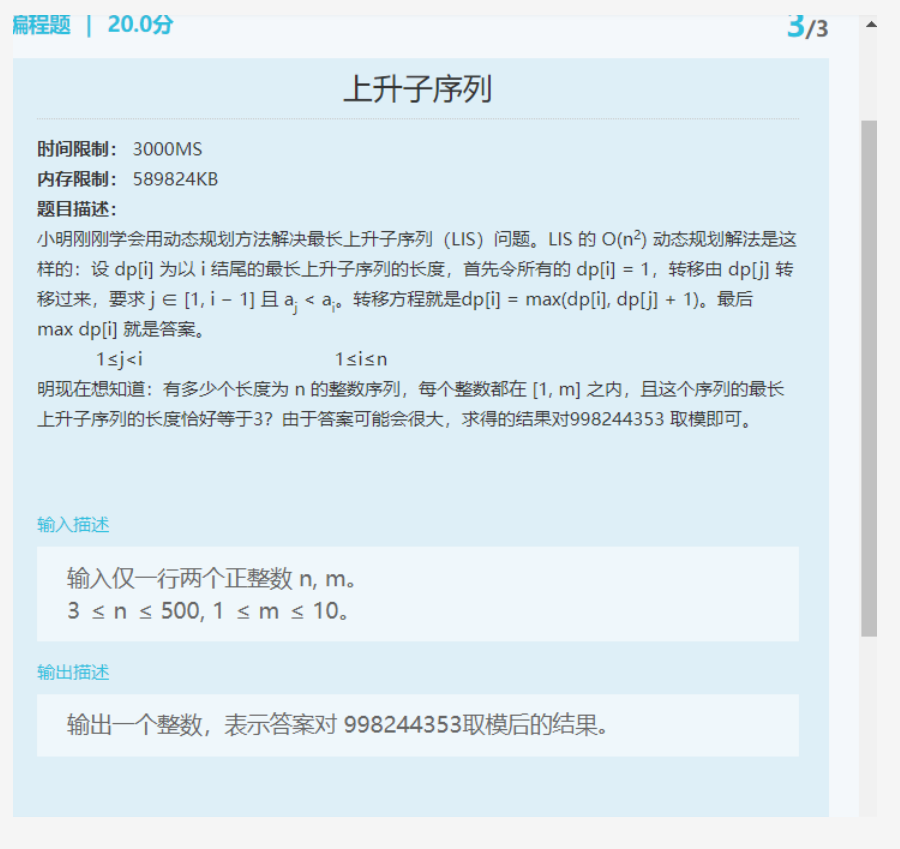 编程题 | 20.0分
3/3
上升子序列
时间限制： 3000MS
内存限制： 589824KB
题目描述：
小明刚刚学会用动态规划方法解决最长上升子序列（LIS）问题。LIS 的 O(n²) 动态规划解法是这
样的：设 dp[i] 为以 i 结尾的最长上升子序列的长度，首先令所有的 dp[i] = 1，转移由 dp[j] 转
移过来，要求 j ∈ [1, i − 1] 且 aⱼ < aᵢ。转移方程就是dp[i] = max(dp[i], dp[j] + 1)。最后
max dp[i] 就是答案。
1≤j<i 1≤i≤n
明现在想知道：有多少个长度为 n 的整数序列，每个整数都在 [1, m] 之内，且这个序列的最长
上升子序列的长度恰好等于3？由于答案可能会很大，求得的结果对998244353 取模即可。
输入描述
输入仅一行两个正整数 n, m。
3 ≤ n ≤ 500, 1 ≤ m ≤ 10。
输出描述
输出一个整数，表示答案对 998244353取模后的结果。